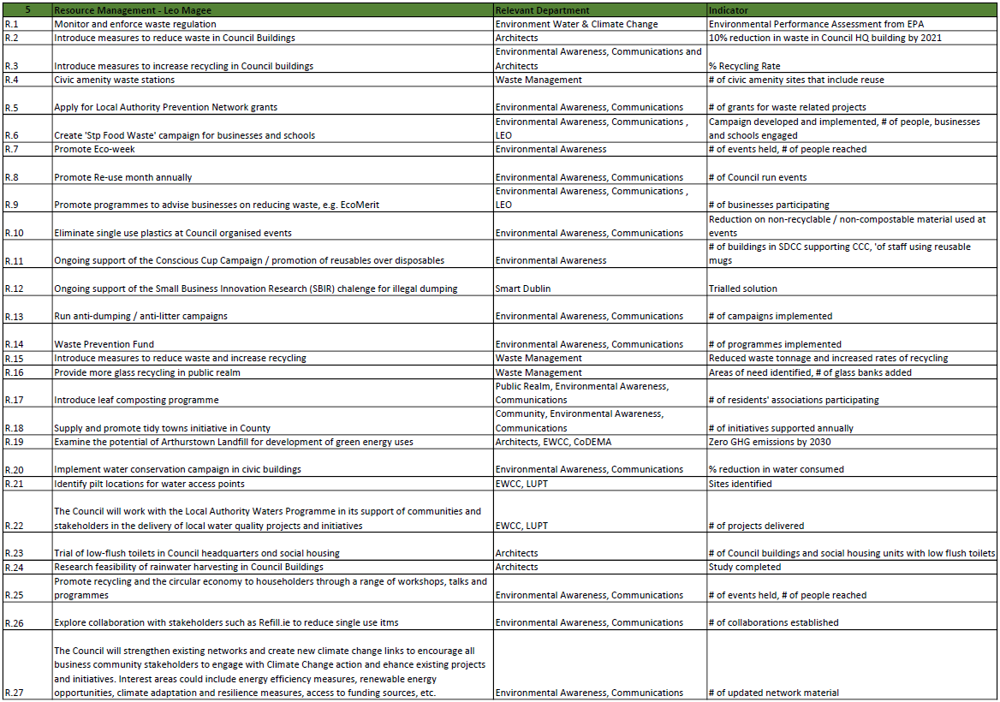 5 Resource Management - Leo Magee Relevant Department Indicator
R.1 Monitor and enforce waste regulation Environment Water & Climate Change Environmental Performance Assessment from EPA
R.2 Introduce measures to reduce waste in Council Buildings Architects 10% reduction in waste in Council HQ building by 2021
Environmental Awareness, Communications and
R.3 Introduce measures to increase recycling in Council buildings Architects % Recycling Rate
R.4 Civic amenity waste stations Waste Management # of civic amenity sites that include reuse
R.5 Apply for Local Authority Prevention Network grants Environmental Awareness, Communications # of grants for waste related projects
Environmental Awareness, Communications , Campaign developed and implemented, # of people, businesses
R.6 Create 'Stp Food Waste' campaign for businesses and schools LEO and schools engaged
R.7 Promote Eco-week Environmental Awareness # of events held, # of people reached
R.8 Promote Re-use month annually Environmental Awareness, Communications # of Council run events
Environmental Awareness, Communications ,
R.9 Promote programmes to advise businesses on reducing waste, e.g. EcoMerit LEO # of businesses participating
Reduction on non-recyclable / non-compostable material used at
R.10 Eliminate single use plastics at Council organised events Environmental Awareness, Communications events
# of buildings in SDCC supporting CCC, 'of staff using reusable
R.11 Ongoing support of the Conscious Cup Campaign / promotion of reusables over disposables Environmental Awareness mugs
R.12 Ongoing support of the Small Business Innovation Research (SBIR) chalenge for illegal dumping Smart Dublin Trialled solution
R.13 Run anti-dumping / anti-litter campaigns Environmental Awareness, Communications # of campaigns implemented
R.14 Waste Prevention Fund Environmental Awareness, Communications # of programmes implemented
R.15 Introduce measures to reduce waste and increase recycling Waste Management Reduced waste tonnage and increased rates of recycling
R.16 Provide more glass recycling in public realm Waste Management Areas of need identified, # of glass banks added
Public Realm, Environmental Awareness,
R.17 Introduce leaf composting programme Communications # of residents' associations participating
Community, Environmental Awareness,
R.18 Supply and promote tidy towns initiative in County Communications # of initiatives supported annually
R.19 Examine the potential of Arthurstown Landfill for development of green energy uses Architects, EWCC, CoDEMA Zero GHG emissions by 2030
R.20 Implement water conservation campaign in civic buildings Environmental Awareness, Communications % reduction in water consumed
R.21 Identify pilt locations for water access points EWCC, LUPT Sites identified
The Council will work with the Local Authority Waters Programme in its support of communities and
R.22 stakeholders in the delivery of local water quality projects and initiatives EWCC, LUPT # of projects delivered
R.23 Trial of low-flush toilets in Council headquarters ond social housing Architects # of Council buildings and social housing units with low flush toilets
R.24 Research feasibility of rainwater harvesting in Council Buildings Architects Study completed
Promote recycling and the circular economy to householders through a range of workshops, talks and
R.25 programmes Environmental Awareness, Communications # of events held, # of people reached
R.26 Explore collaboration with stakeholders such as Refill.ie to reduce single use itms Environmental Awareness, Communications # of collaborations established
The Council will strengthen existing networks and create new climate change links to encourage all
business community stakeholders to engage with Climate Change action and ehance existing projects
and initiatives. Interest areas could include energy efficiency measures, renewable energy
R.27 opportunities, climate adaptation and resilience measures, access to funding sources, etc. Environmental Awareness, Communications # of updated network material